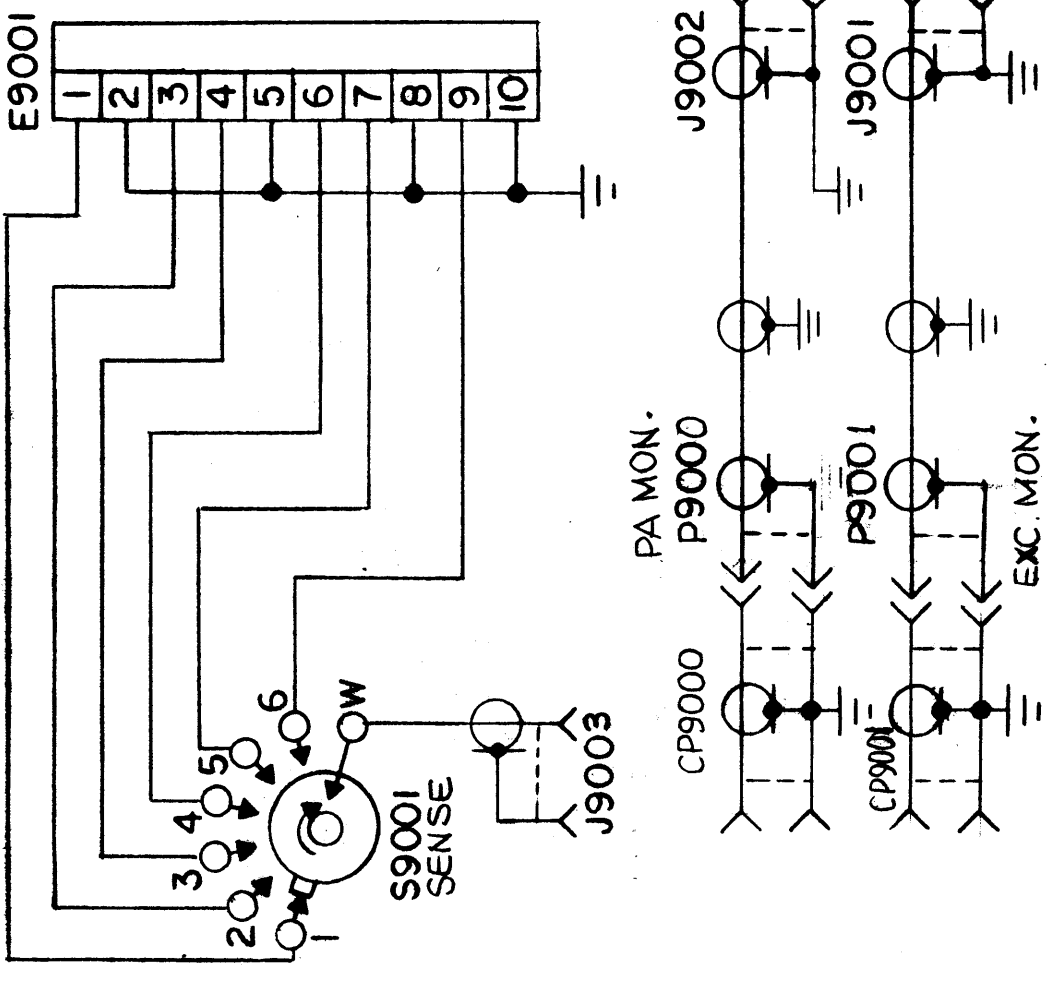 E9001
1 2 3 4 5 6 7 8 9 10
1
2
3
4
5
6
W
S9001
SENSE
J9003
J9002
J9001
PA MON.
P9000
P9001
EXC. MON.
CP9000
CP9001